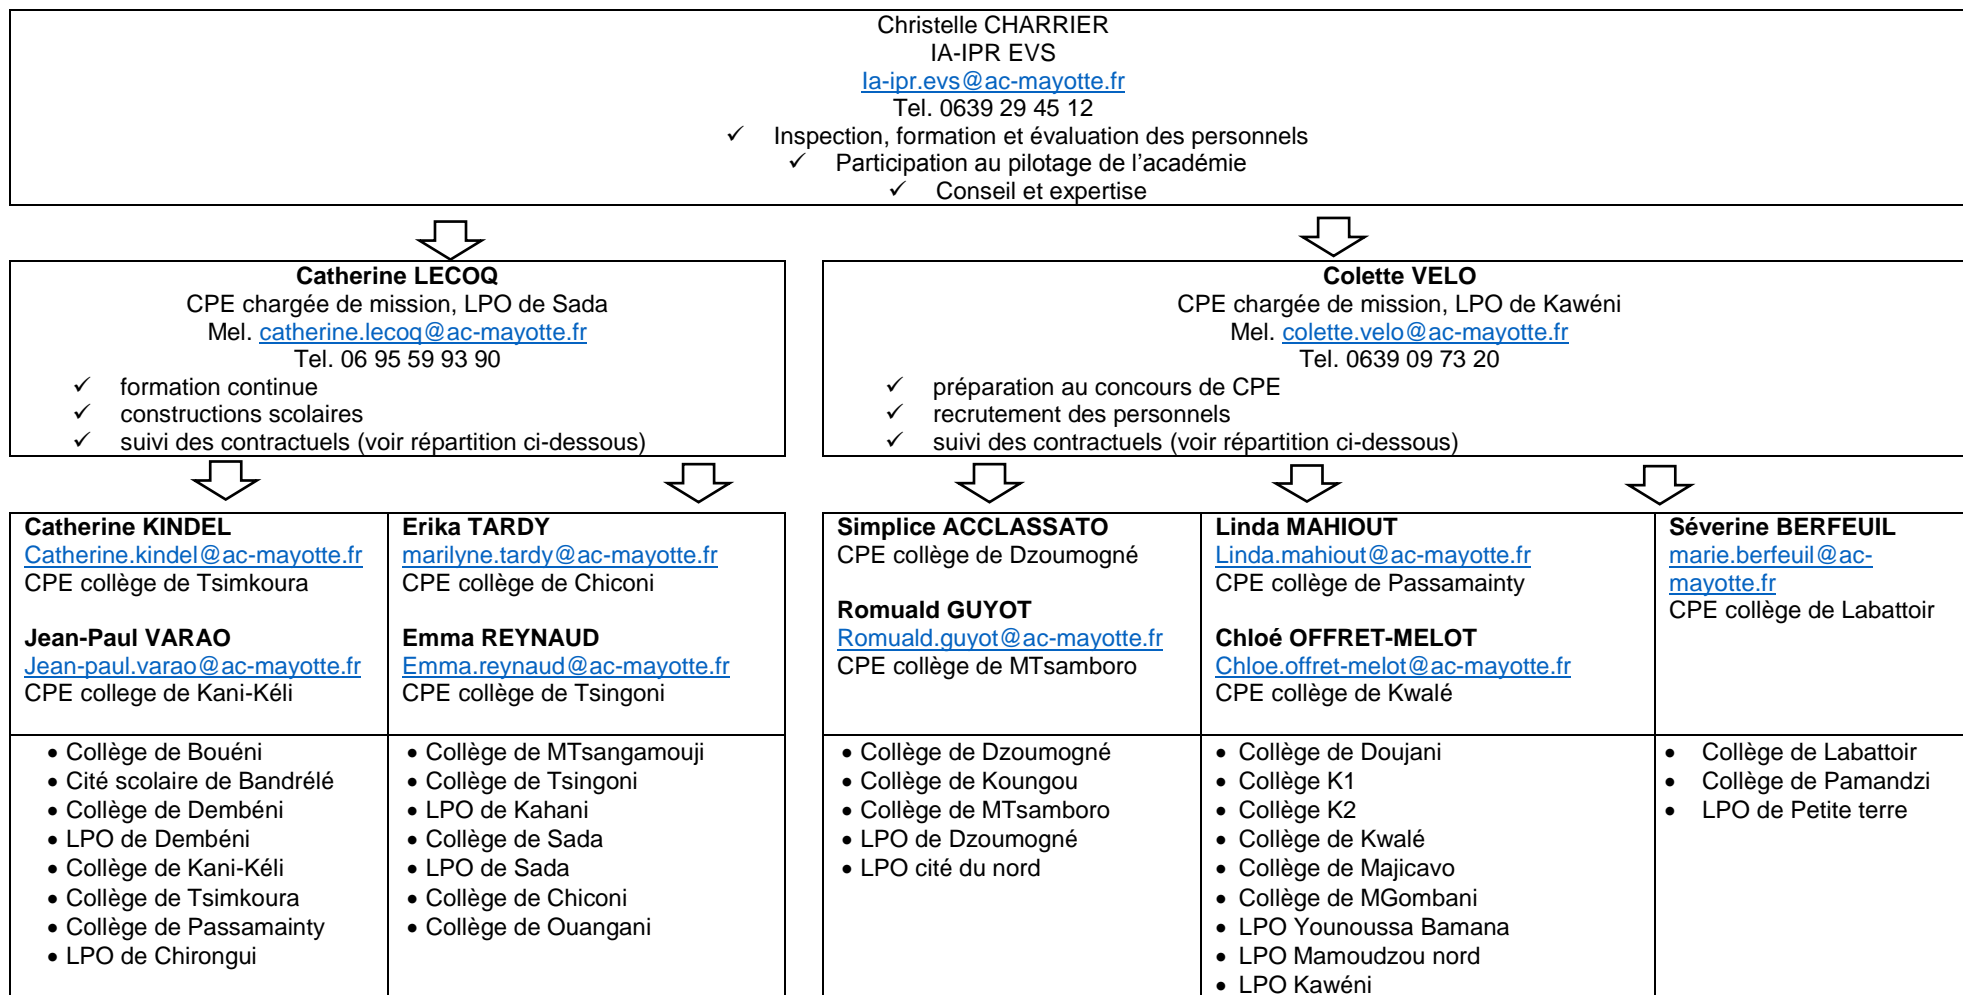 Christelle CHARRIER
IA-IPR EVS
Ia-ipr.evs@ac-mayotte.fr
Tel. 0639 29 45 12
✓ Inspection, formation et évaluation des personnels
✓ Participation au pilotage de l’académie
✓ Conseil et expertise
Catherine LECOQ
CPE chargée de mission, LPO de Sada
Mel. catherine.lecoq@ac-mayotte.fr
Tel. 06 95 59 93 90
✓ formation continue
✓ constructions scolaires
✓ suivi des contractuels (voir répartition ci-dessous)
Colette VELO
CPE chargée de mission, LPO de Kawéni
Mel. colette.velo@ac-mayotte.fr
Tel. 0639 09 73 20
✓ préparation au concours de CPE
✓ recrutement des personnels
✓ suivi des contractuels (voir répartition ci-dessous)
Catherine KINDEL
Catherine.kindel@ac-mayotte.fr
CPE collège de Tsimkoura
Jean-Paul VARAO
Jean-paul.varao@ac-mayotte.fr
CPE college de Kani-Kéli
Erika TARDY
marilyne.tardy@ac-mayotte.fr
CPE collège de Chiconi
Emma REYNAUD
Emma.reynaud@ac-mayotte.fr
CPE collège de Tsingoni
Simplice ACCLASSATO
CPE collège de Dzoumogné
Romuald GUYOT
Romuald.guyot@ac-mayotte.fr
CPE collège de MTsamboro
Linda MAHIOUT
Linda.mahiout@ac-mayotte.fr
CPE collège de Passamainty
Chloé OFFRET-MELOT
Chloe.offret-melot@ac-mayotte.fr
CPE collège de Kwalé
Séverine BERFEUIL
marie.berfeuil@ac-
mayotte.fr
CPE collège de Labattoir
• Collège de Bouéni
• Cité scolaire de Bandrélé
• Collège de Dembéni
• LPO de Dembéni
• Collège de Kani-Kéli
• Collège de Tsimkoura
• Collège de Passamainty
• LPO de Chirongui
• Collège de MTsangamouji
• Collège de Tsingoni
• LPO de Kahani
• Collège de Sada
• LPO de Sada
• Collège de Chiconi
• Collège de Ouangani
• Collège de Dzoumogné
• Collège de Koungou
• Collège de MTsamboro
• LPO de Dzoumogné
• LPO cité du nord
• Collège de Doujani
• Collège K1
• Collège K2
• Collège de Kwalé
• Collège de Majicavo
• Collège de MGombani
• LPO Younoussa Bamana
• LPO Mamoudzou nord
• LPO Kawéni
• Collège de Labattoir
• Collège de Pamandzi
• LPO de Petite terre